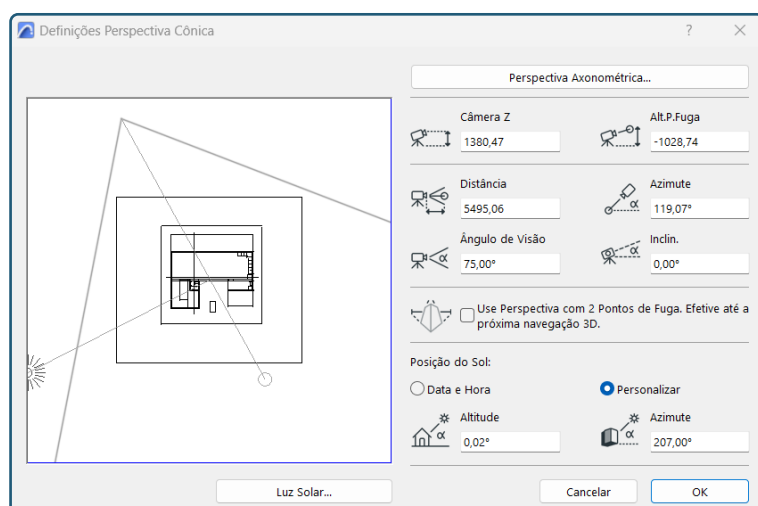 Definições Perspectiva Cônica
?
Perspectiva Axonométrica...
Câmera Z
Alt.P.Fuga
1380,47
-1028,74
Distância
Azimute
5495,06
119,07°
Ângulo de Visão
Inclin.
75,00°
0,00°
Use Perspectiva com 2 Pontos de Fuga. Efetive até a
próxima navegação 3D.
Posição do Sol:
Data e Hora
Personalizar
Altitude
Azimute
0,02°
207,00°
Luz Solar...
Cancelar
OK